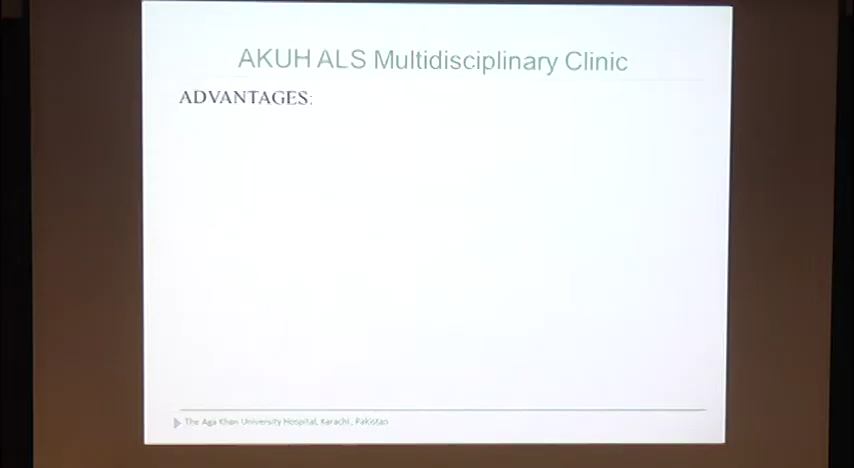 AKUH ALS Multidisciplinary Clinic
ADVANTAGES:
The Aga Khan University Hospital, Karachi, Pakistan